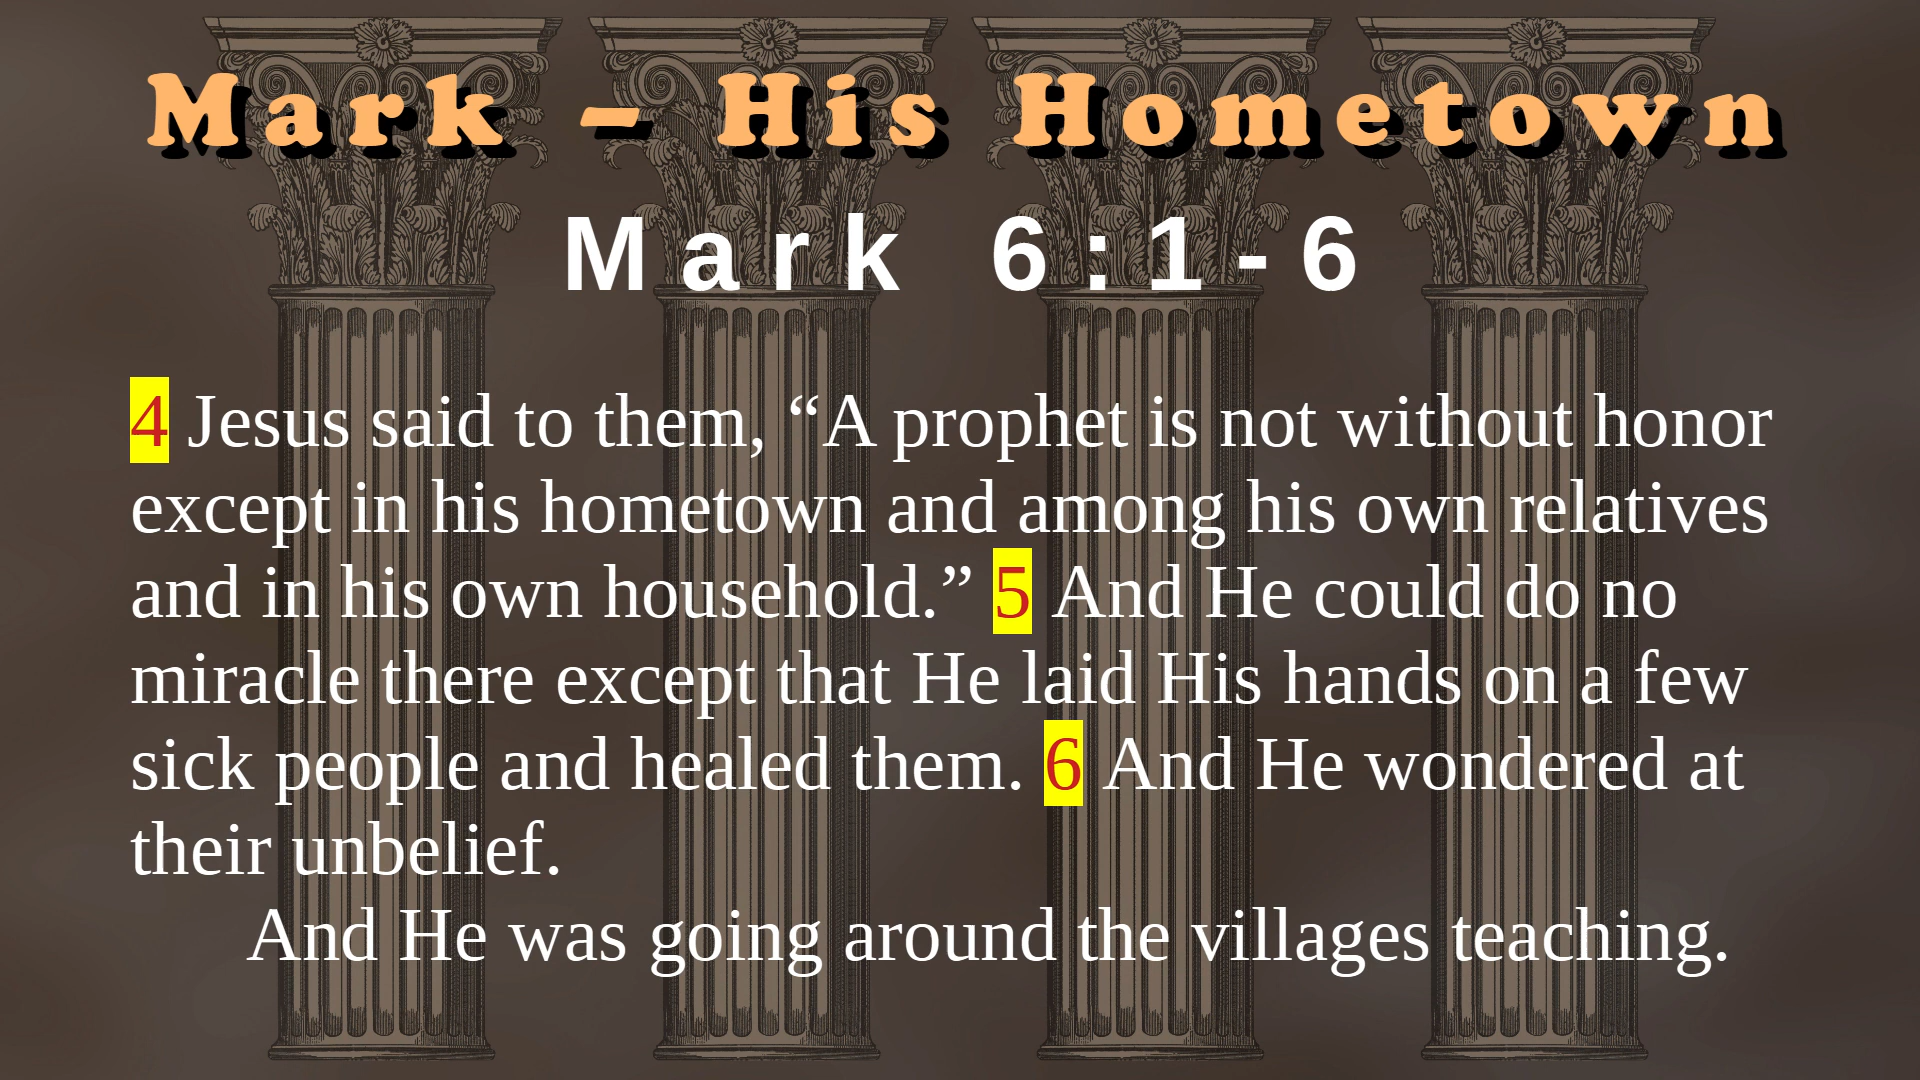 Mark – His Hometown
Mark 6:1-6
4 Jesus said to them, “A prophet is not without honor
except in his hometown and among his own relatives
and in his own household.” 5 And He could do no
miracle there except that He laid His hands on a few
sick people and healed them. 6 And He wondered at
their unbelief.
And He was going around the villages teaching.